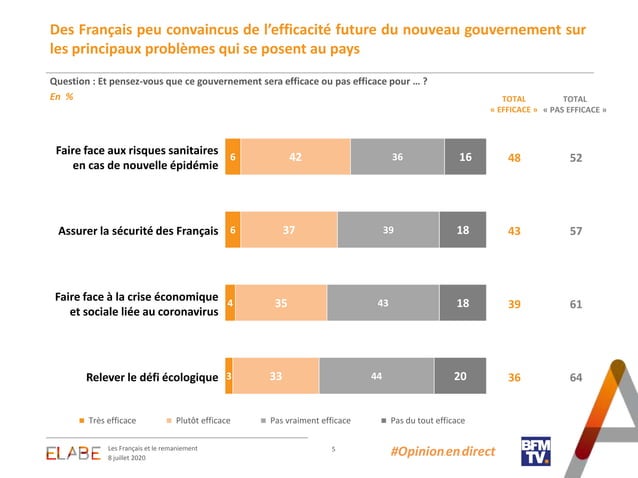 Des Français peu convaincus de l’efficacité future du nouveau gouvernement sur
les principaux problèmes qui se posent au pays
Question : Et pensez-vous que ce gouvernement sera efficace ou pas efficace pour … ?
En %
TOTAL
« EFFICACE »
TOTAL
« PAS EFFICACE »
Faire face aux risques sanitaires
en cas de nouvelle épidémie
6 42 36 16 48 52
Assurer la sécurité des Français
6 37 39 18 43 57
Faire face à la crise économique
et sociale liée au coronavirus
4 35 43 18 39 61
Relever le défi écologique
3 33 44 20 36 64
Très efficace Plutôt efficace Pas vraiment efficace Pas du tout efficace
ELABE
Les Français et le remaniement
8 juillet 2020
5
#Opinion en direct
BFM
TV.